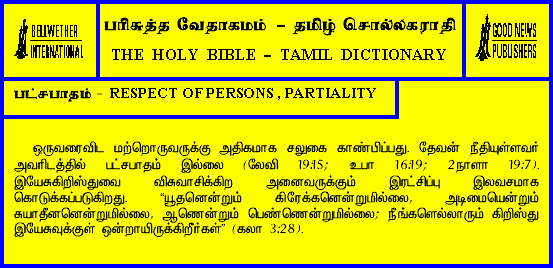 BELLWETHER
INTERNATIONAL
பரிசுத்த வேதாகமம் – தமிழ் சொல்லகராதி
THE HOLY BIBLE – TAMIL DICTIONARY
GOOD NEWS
PUBLISHERS
பட்சபாதம் - RESPECT OF PERSONS , PARTIALITY
ஒருவரைவிட மற்றொருவருக்கு அதிகமாக சலுகை காண்பிப்பது. தேவன் நீதியுள்ளவர்
அவரிடத்தில் பட்சபாதம் இல்லை (லேவி 19:15; உபா 16:19; 2நாளா 19:7).
இயேசுகிறிஸ்துவை விசுவாசிக்கிற அனைவருக்கும் இரட்சிப்பு இலவசமாக
கொடுக்கப்படுகிறது. “யூதனென்றும் கிரேக்கனென்றுமில்லை, அடிமையென்றும்
சுயாதீனனென்றுமில்லை, ஆணென்றும் பெண்ணென்றுமில்லை; நீங்களெல்லாரும் கிறிஸ்து
இயேசுவுக்குள் ஒன்றாயிருக்கிறீர்கள்” (கலா 3:28).